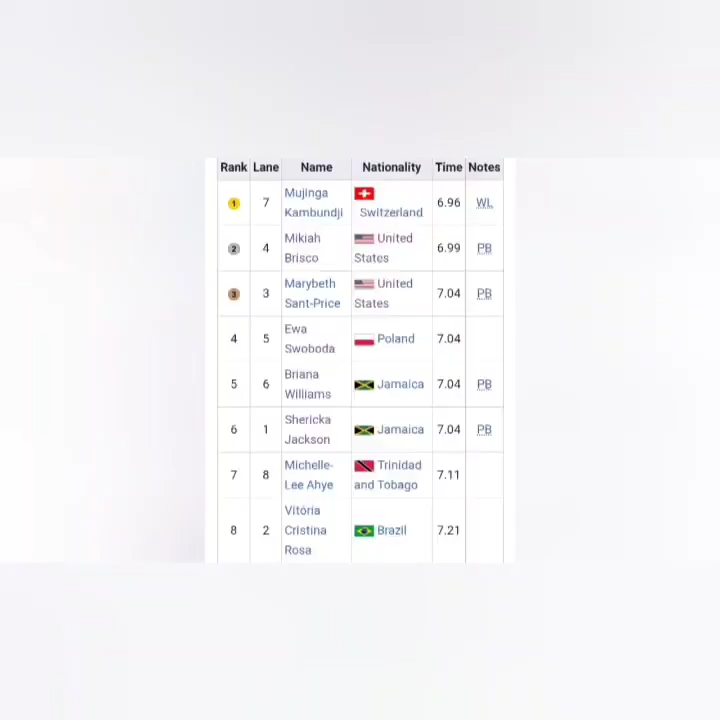 Rank Lane Name Nationality Time Notes
1 7 Mujinga Kambundji Switzerland 6.96 WL
2 4 Mikiah Brisco United States 6.99 PB
3 3 Marybeth Sant-Price United States 7.04 PB
4 5 Ewa Swoboda Poland 7.04
5 6 Briana Williams Jamaica 7.04 PB
6 1 Shericka Jackson Jamaica 7.04 PB
7 8 Michelle-Lee Ahye Trinidad and Tobago 7.11
8 2 Vitória Cristina Rosa Brazil 7.21